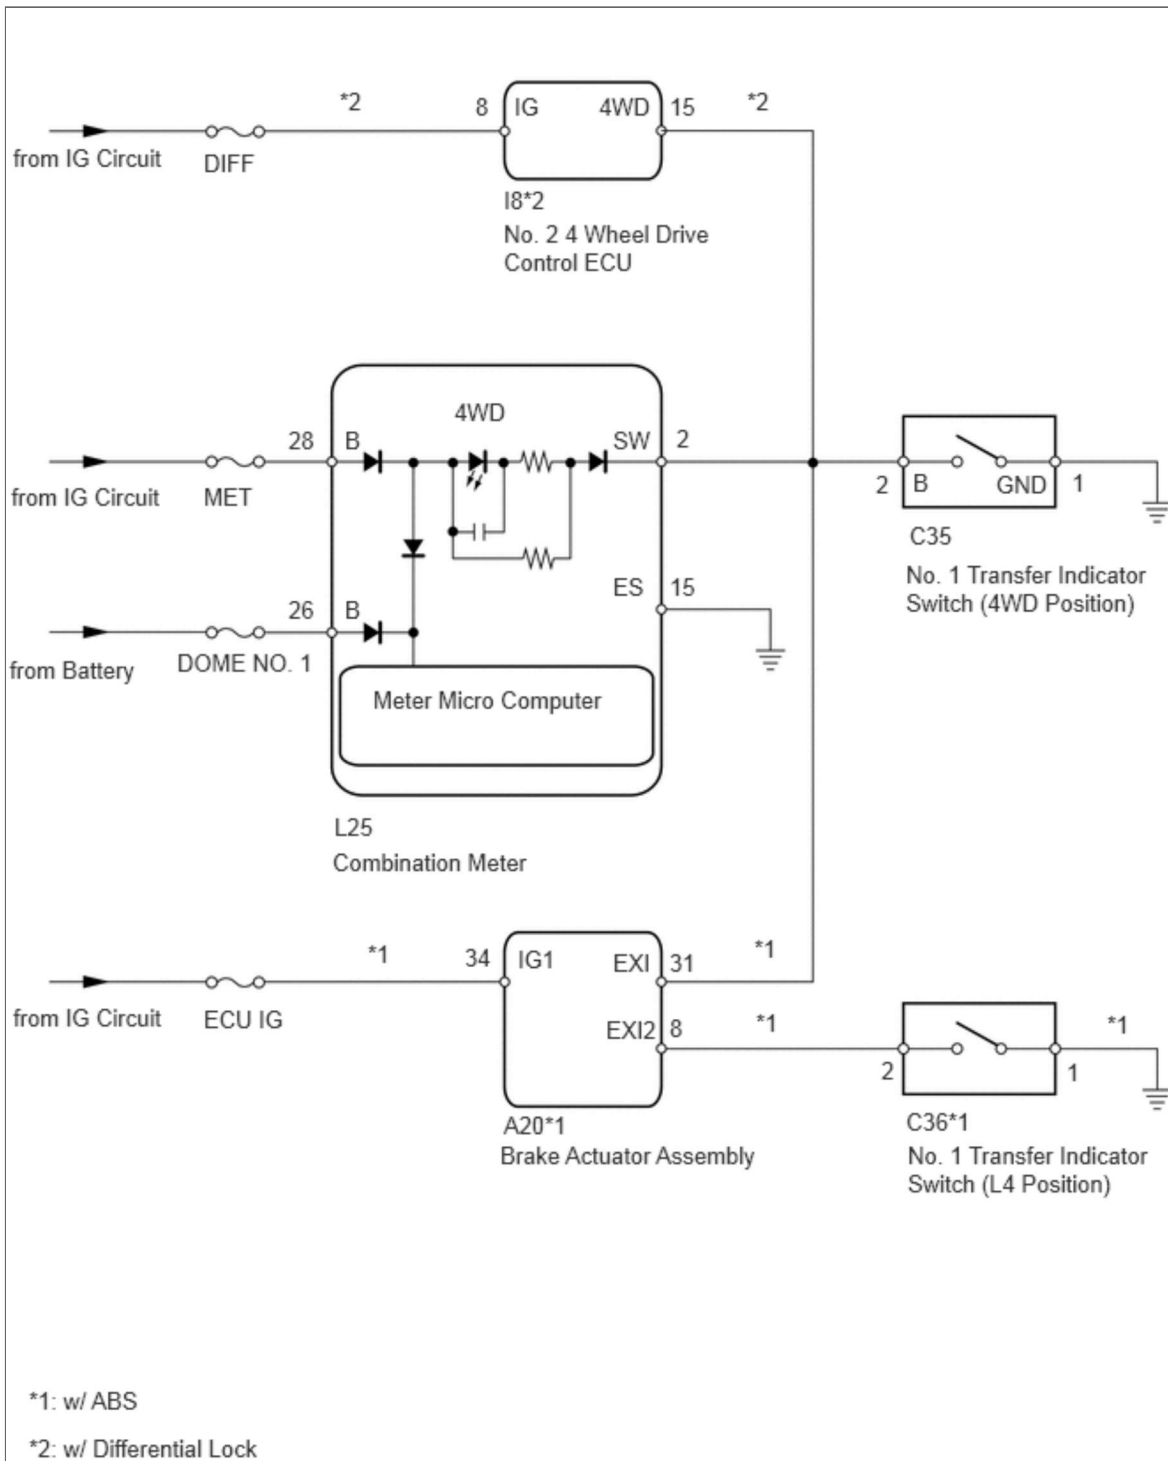 *2
8
IG
4WD
15
*2
from IG Circuit
DIFF
I8*2
No. 2 4 Wheel Drive
Control ECU
4WD
28
B
SW
2
from IG Circuit
MET
2
B
GND
1
C35
No. 1 Transfer Indicator
Switch (4WD Position)
ES
15
26
B
from Battery
DOME NO. 1
Meter Micro Computer
L25
Combination Meter
*1
34
IG1
EXI
31
*1
from IG Circuit
ECU IG
EXI2
8
*1
*1
2
1
A20*1
Brake Actuator Assembly
C36*1
No. 1 Transfer Indicator
Switch (L4 Position)
*1: w/ ABS
*2: w/ Differential Lock